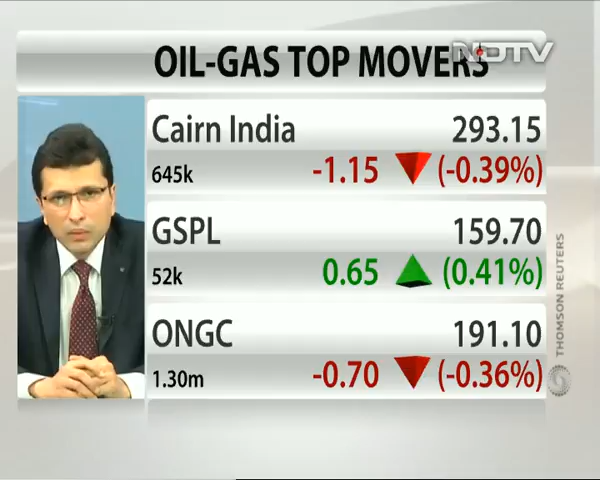 OIL-GAS TOP MOVERS
NDTV
Cairn India 293.15
645k -1.15 (-0.39%)
GSPL 159.70
52k 0.65 (0.41%)
ONGC 191.10
1.30m -0.70 (-0.36%)
THOMSON REUTERS